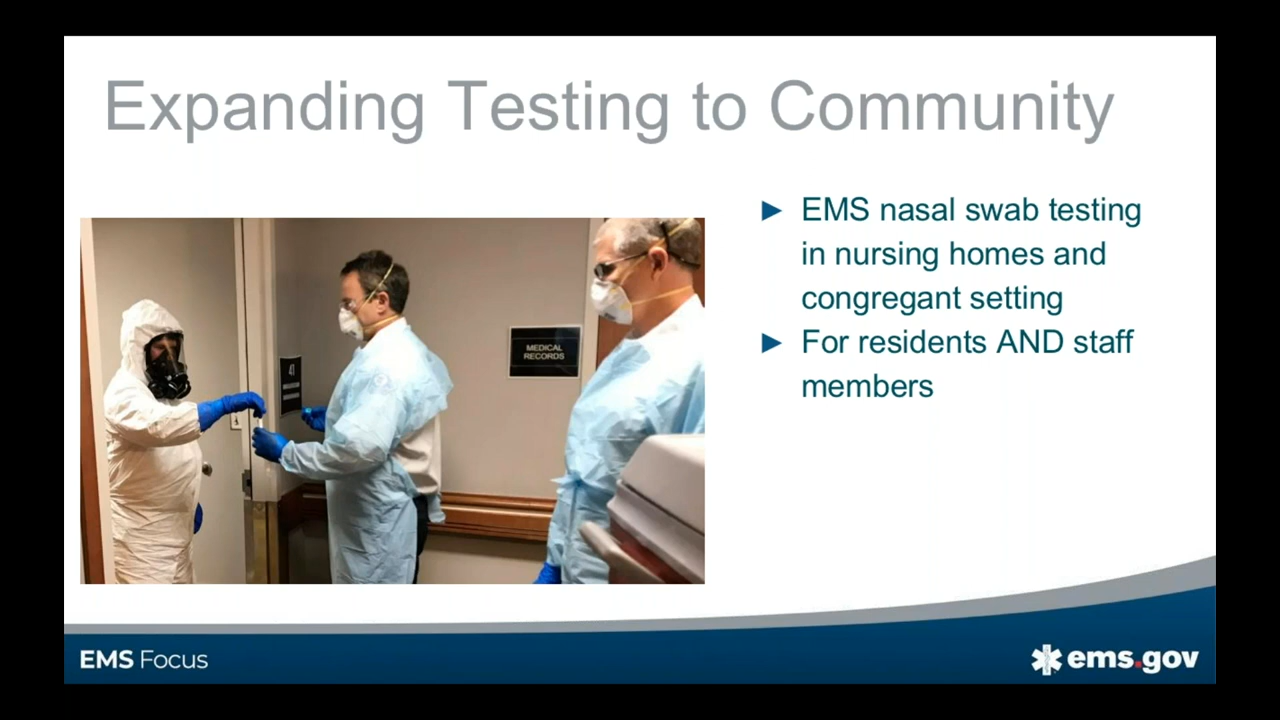 Expanding Testing to Community
► EMS nasal swab testing
in nursing homes and
congregant setting
► For residents AND staff
members
41
MEDICAL
RECORDS
EMS Focus
ems.gov